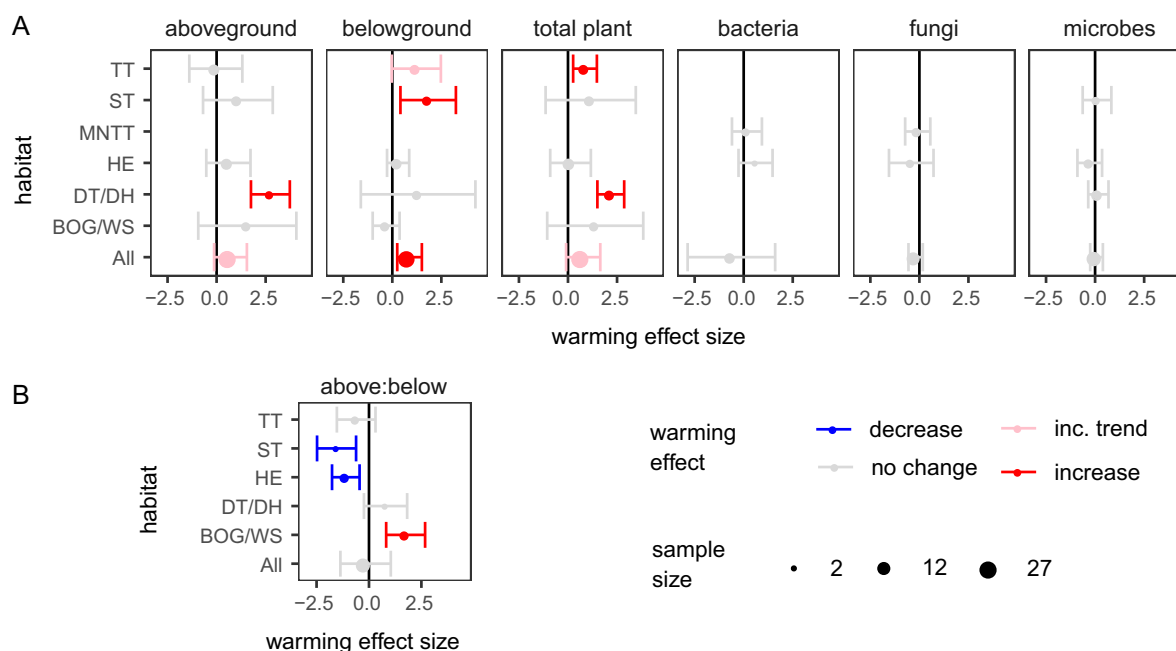 A
aboveground belowground total plant bacteria fungi microbes
TT
ST
MNTT
HE
DT/DH
BOG/WS
All
habitat
−2.5 0.0 2.5 −2.5 0.0 2.5 −2.5 0.0 2.5 −2.5 0.0 2.5 −2.5 0.0 2.5 −2.5 0.0 2.5
warming effect size
B
above:below
TT
ST
HE
DT/DH
BOG/WS
All
habitat
−2.5 0.0 2.5
warming effect size
warming
effect
decrease inc. trend
no change increase
sample
size
2 12 27